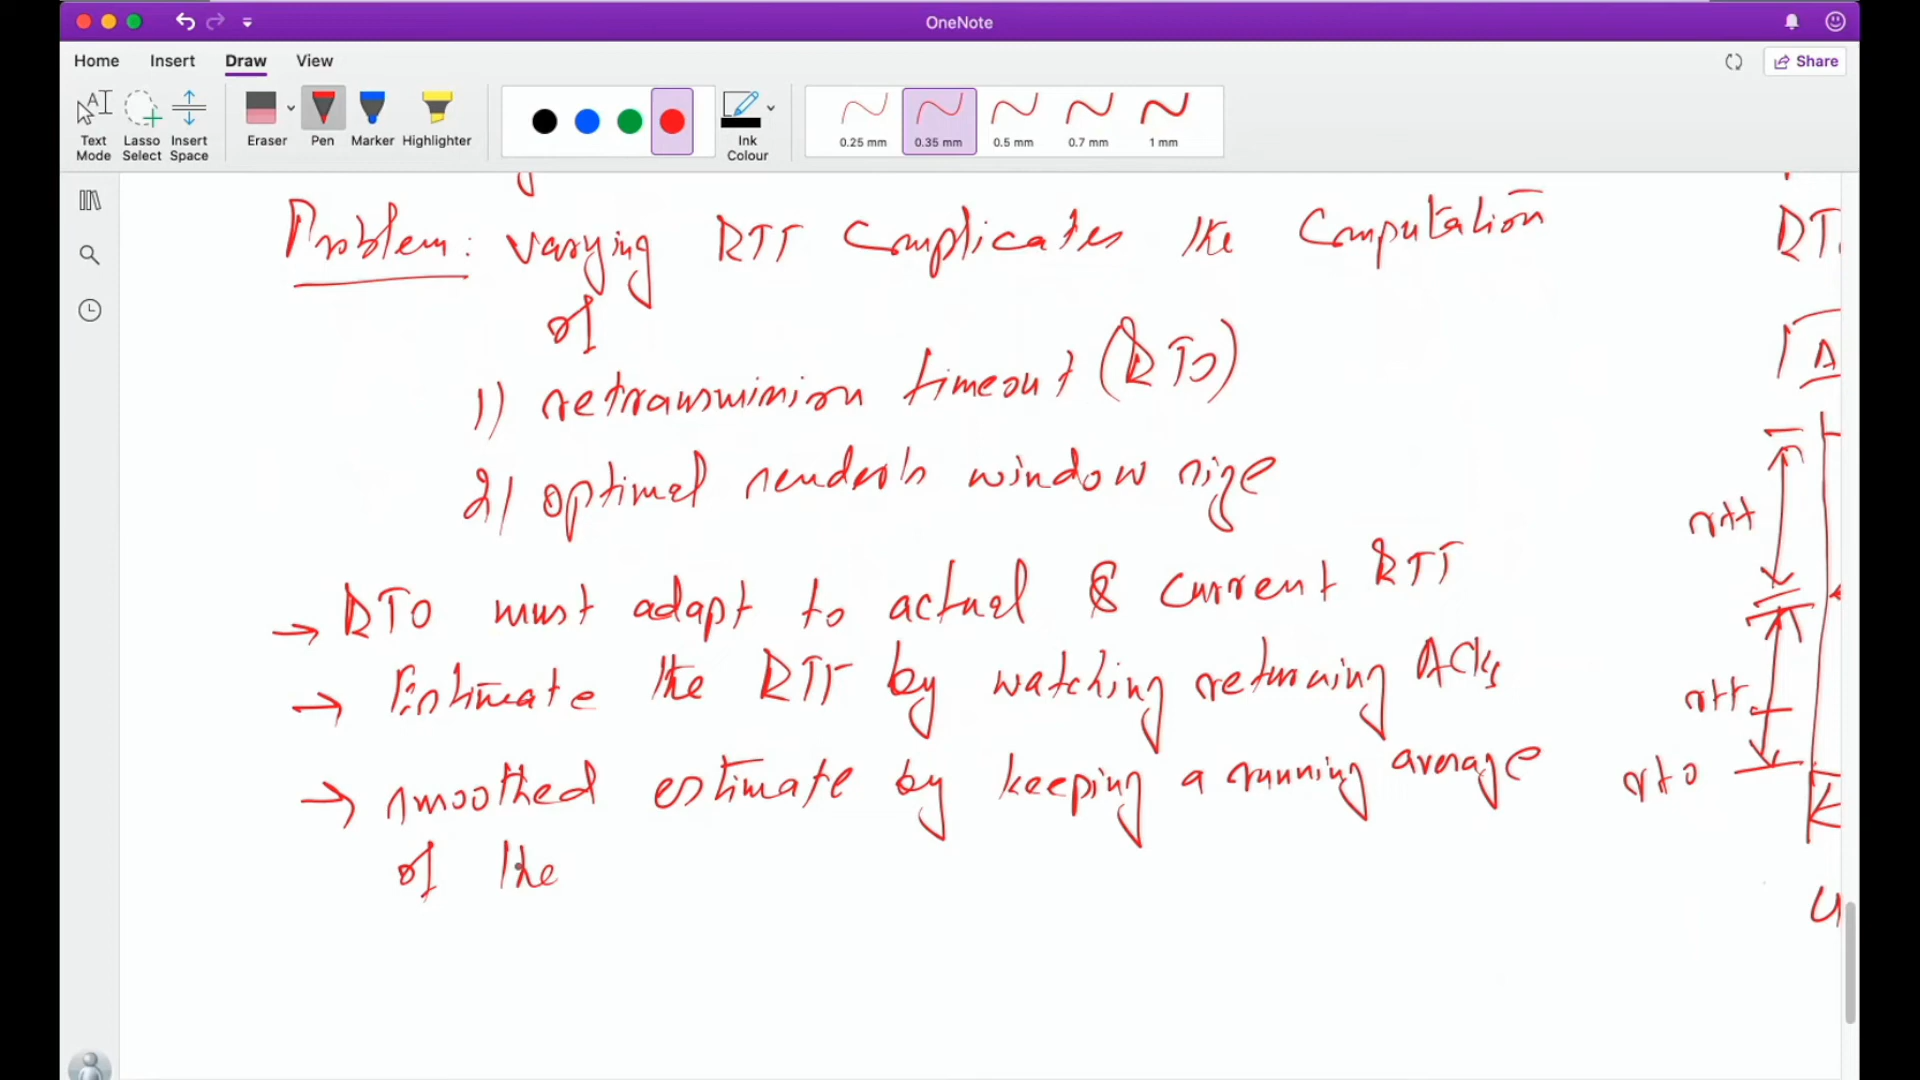 OneNote
Home Insert Draw View
Share
Text Mode Lasso Select Insert Space Eraser Pen Marker Highlighter Ink Colour 0.25 mm 0.35 mm 0.5 mm 0.7 mm 1 mm
Problem: varying RTT complicates the computation
of
1) retransmission timeout (RTO)
2) optimal sender's window size
→ RTO must adapt to actual & current RTT
→ Estimate the RTT by watching returning ACKs
→ smoothed estimate by keeping a running average
of the
RT
A
rtt
rtt
rto